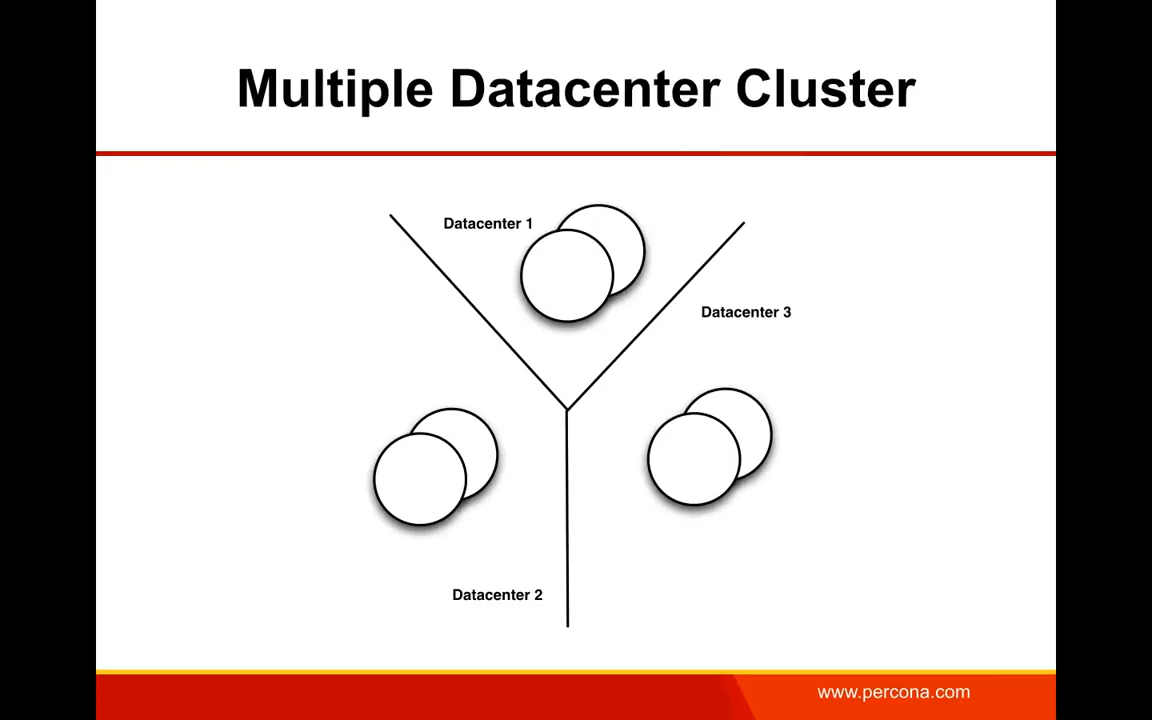 Multiple Datacenter Cluster
Datacenter 1
Datacenter 3
Datacenter 2
www.percona.com